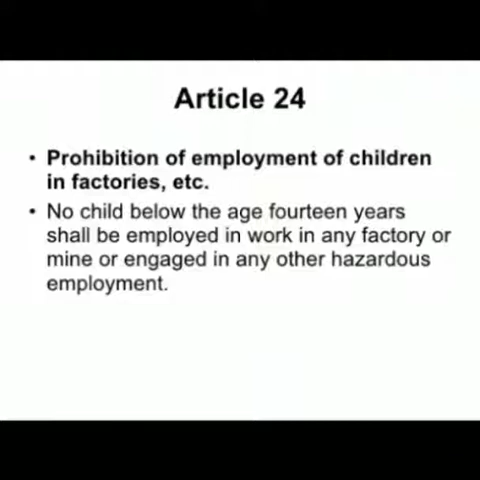 Article 24
• Prohibition of employment of children
in factories, etc.
• No child below the age fourteen years
shall be employed in work in any factory or
mine or engaged in any other hazardous
employment.